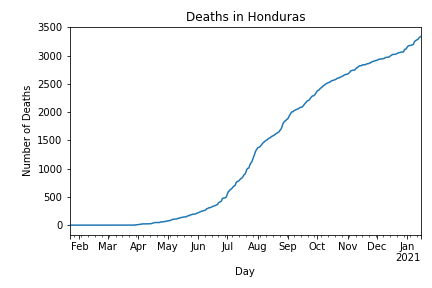 Deaths in Honduras
3500
3000
2500
2000
1500
1000
500
0
Number of Deaths
Feb Mar Apr May Jun Jul Aug Sep Oct Nov Dec Jan
2021
Day